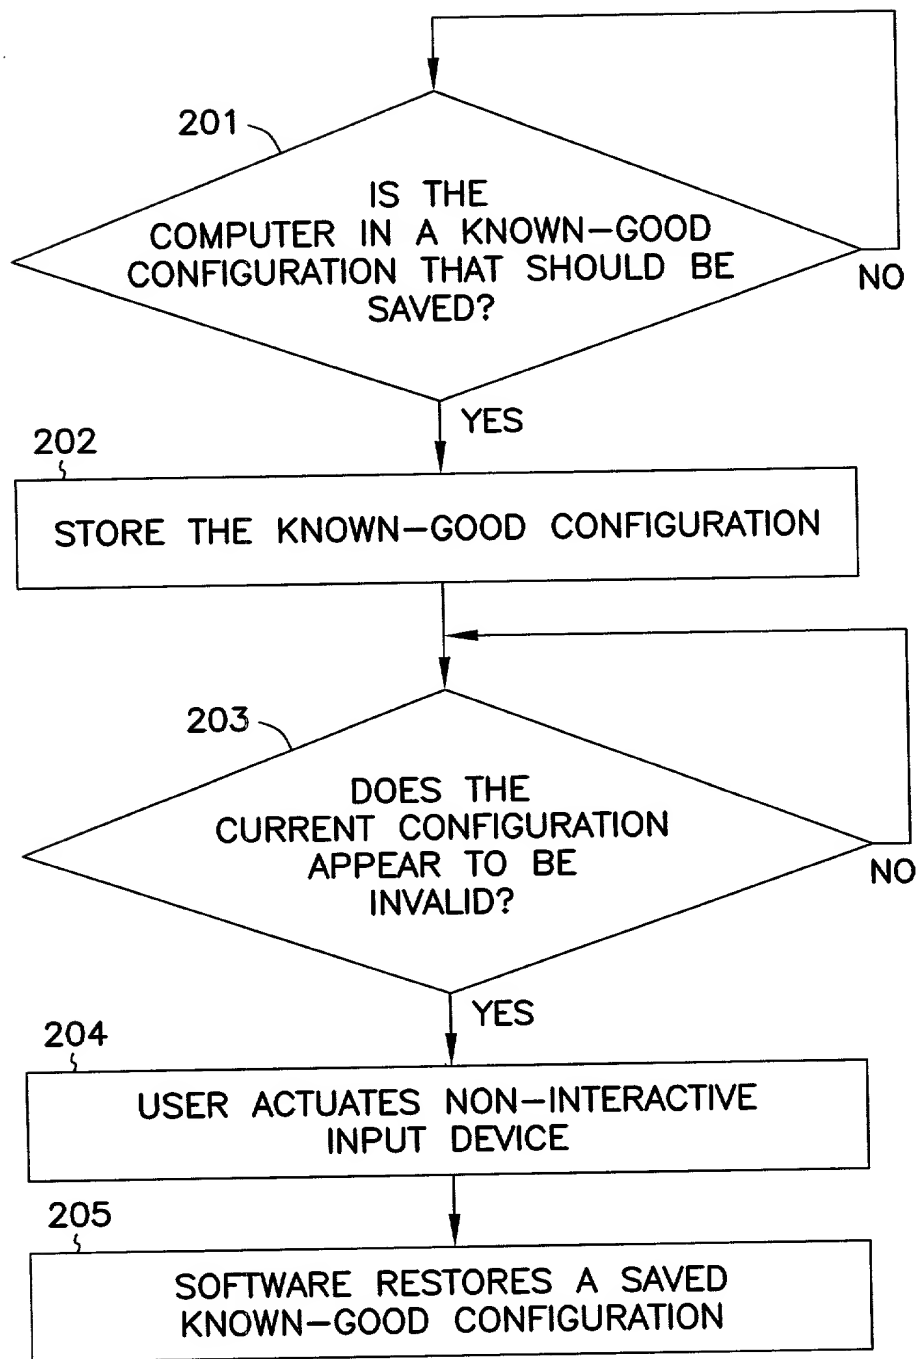 201
IS THE
COMPUTER IN A KNOWN-GOOD
CONFIGURATION THAT SHOULD BE
SAVED?
NO
YES
202
STORE THE KNOWN-GOOD CONFIGURATION
203
DOES THE
CURRENT CONFIGURATION
APPEAR TO BE
INVALID?
NO
YES
204
USER ACTUATES NON-INTERACTIVE
INPUT DEVICE
205
SOFTWARE RESTORES A SAVED
KNOWN-GOOD CONFIGURATION